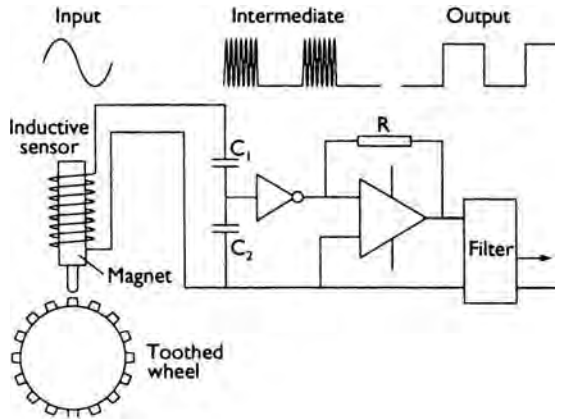 Input
Intermediate
Output
Inductive
sensor
C1
R
C2
Magnet
Filter
Toothed
wheel